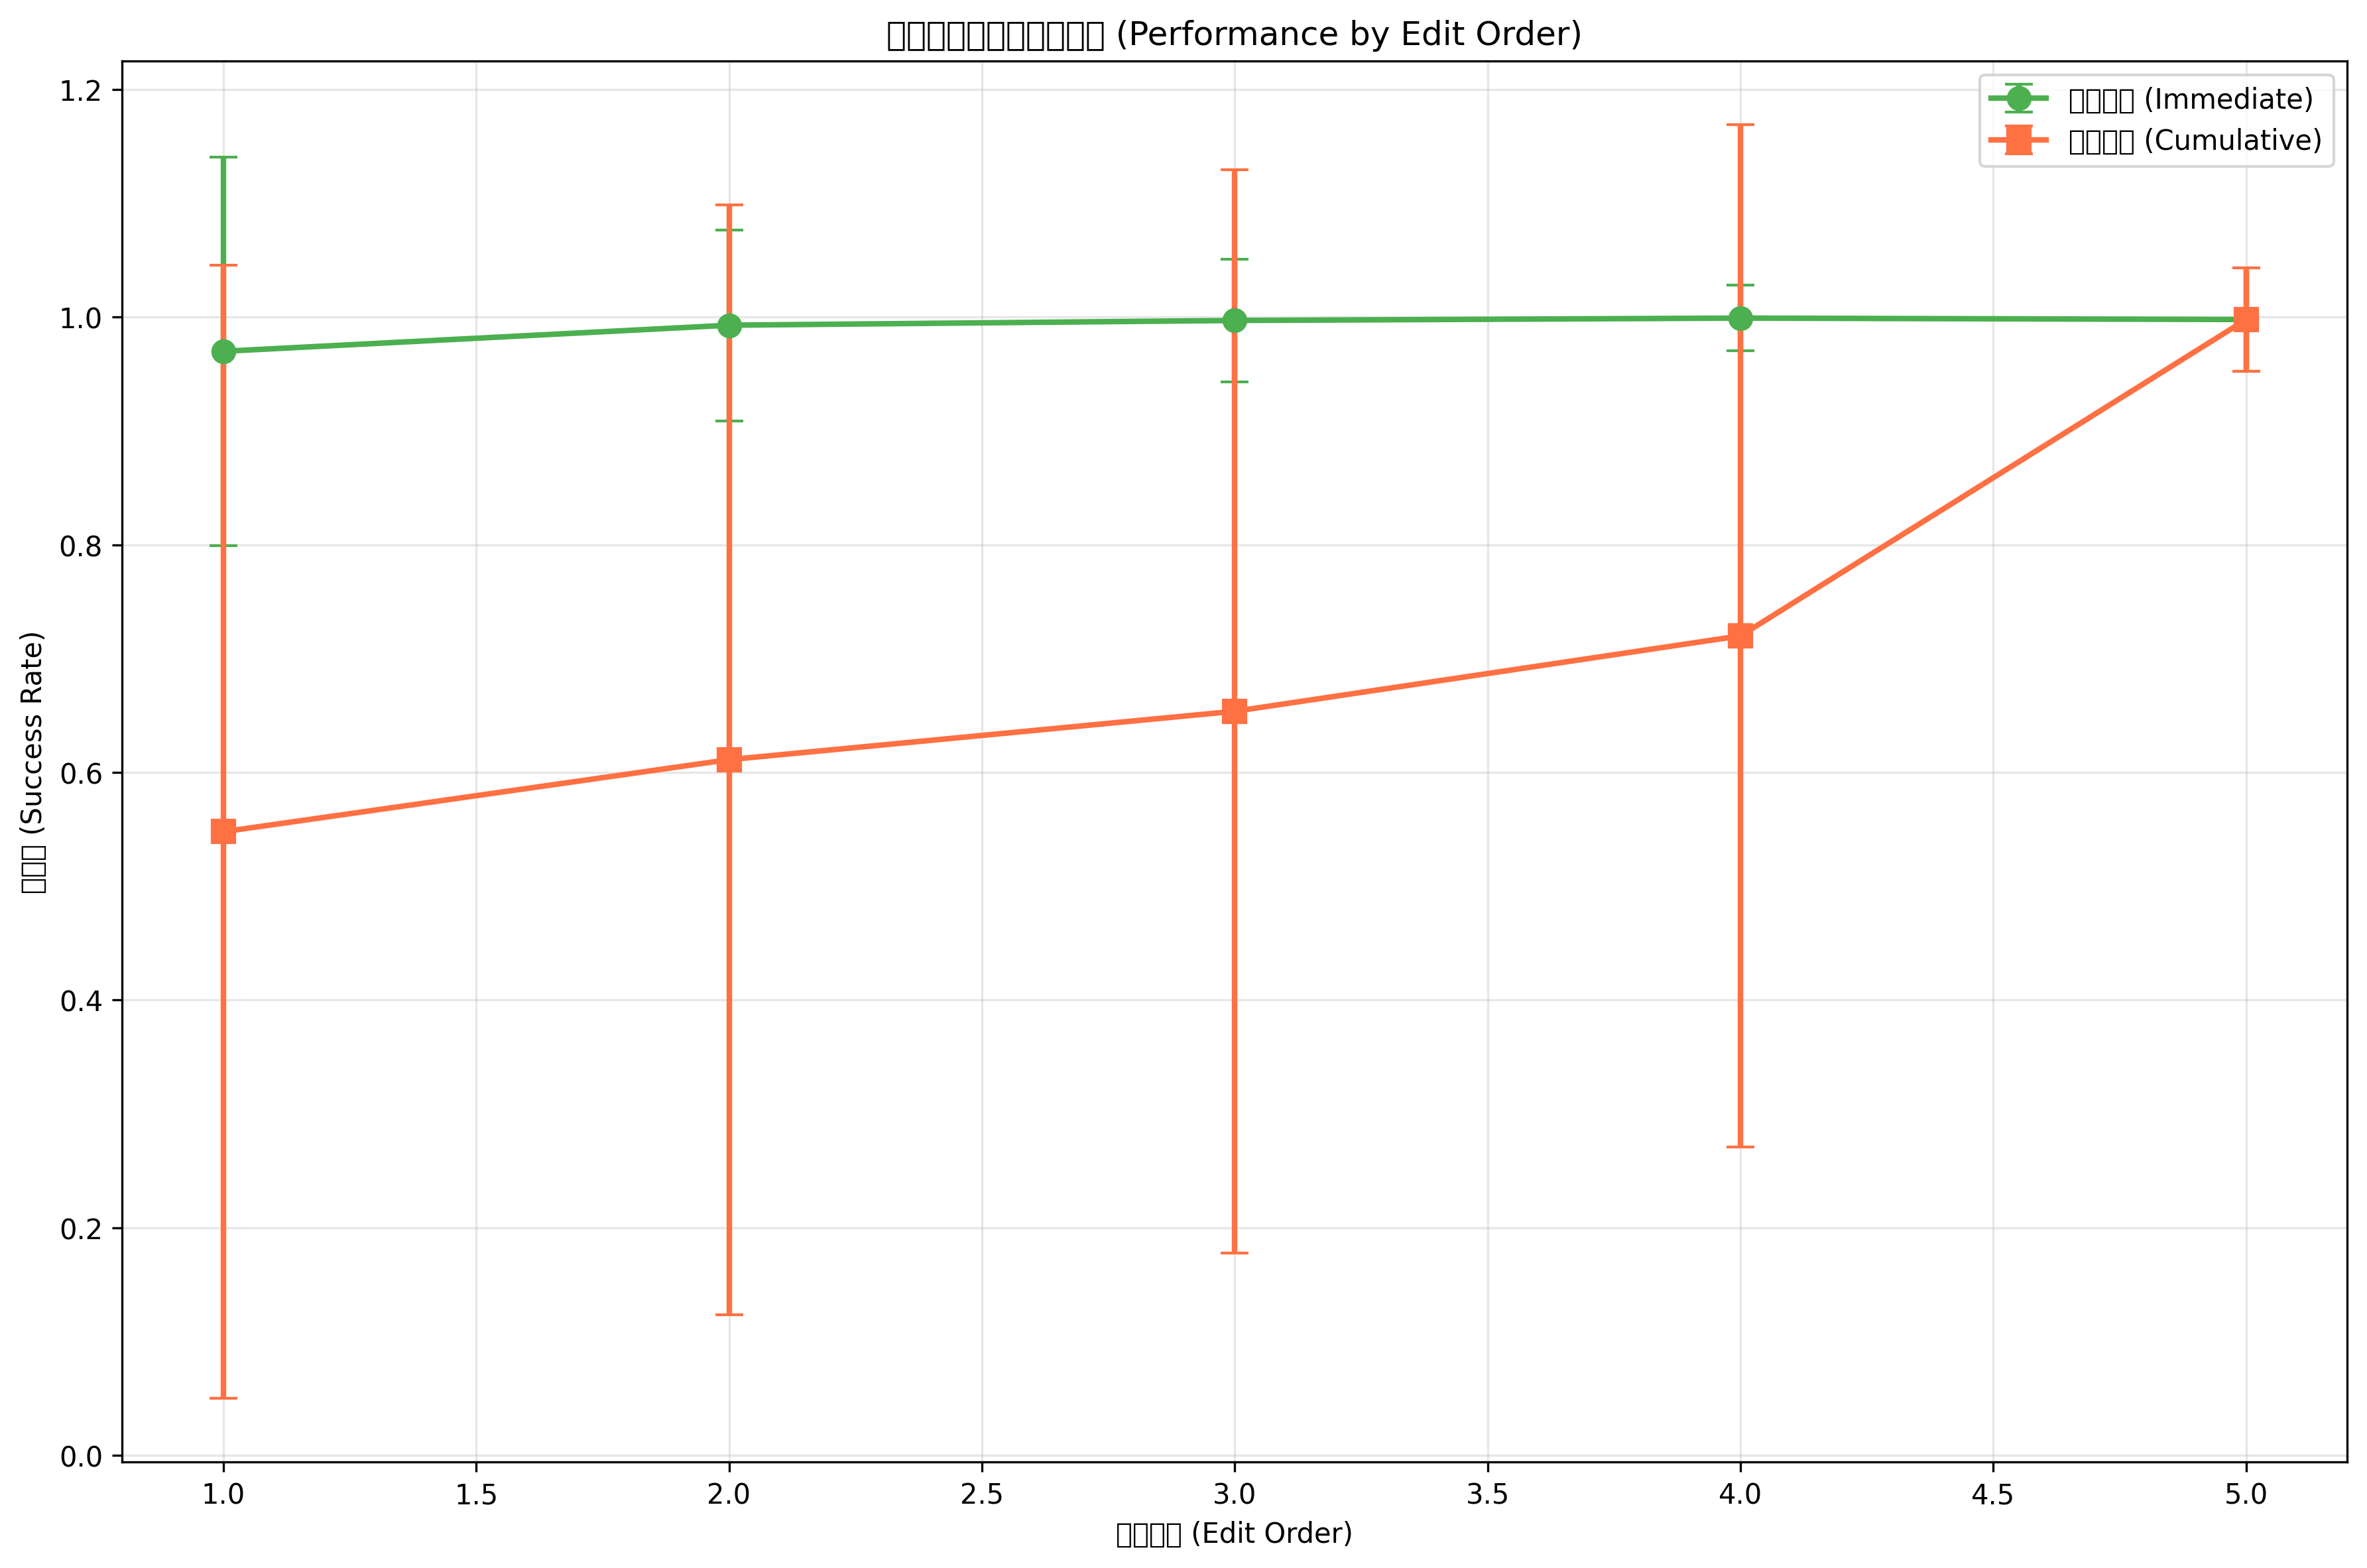 (Performance by Edit Order)
(Immediate)
(Cumulative)
(Success Rate)
1.2
1.0
0.8
0.6
0.4
0.2
0.0
1.0 1.5 2.0 2.5 3.0 3.5 4.0 4.5 5.0
(Edit Order)